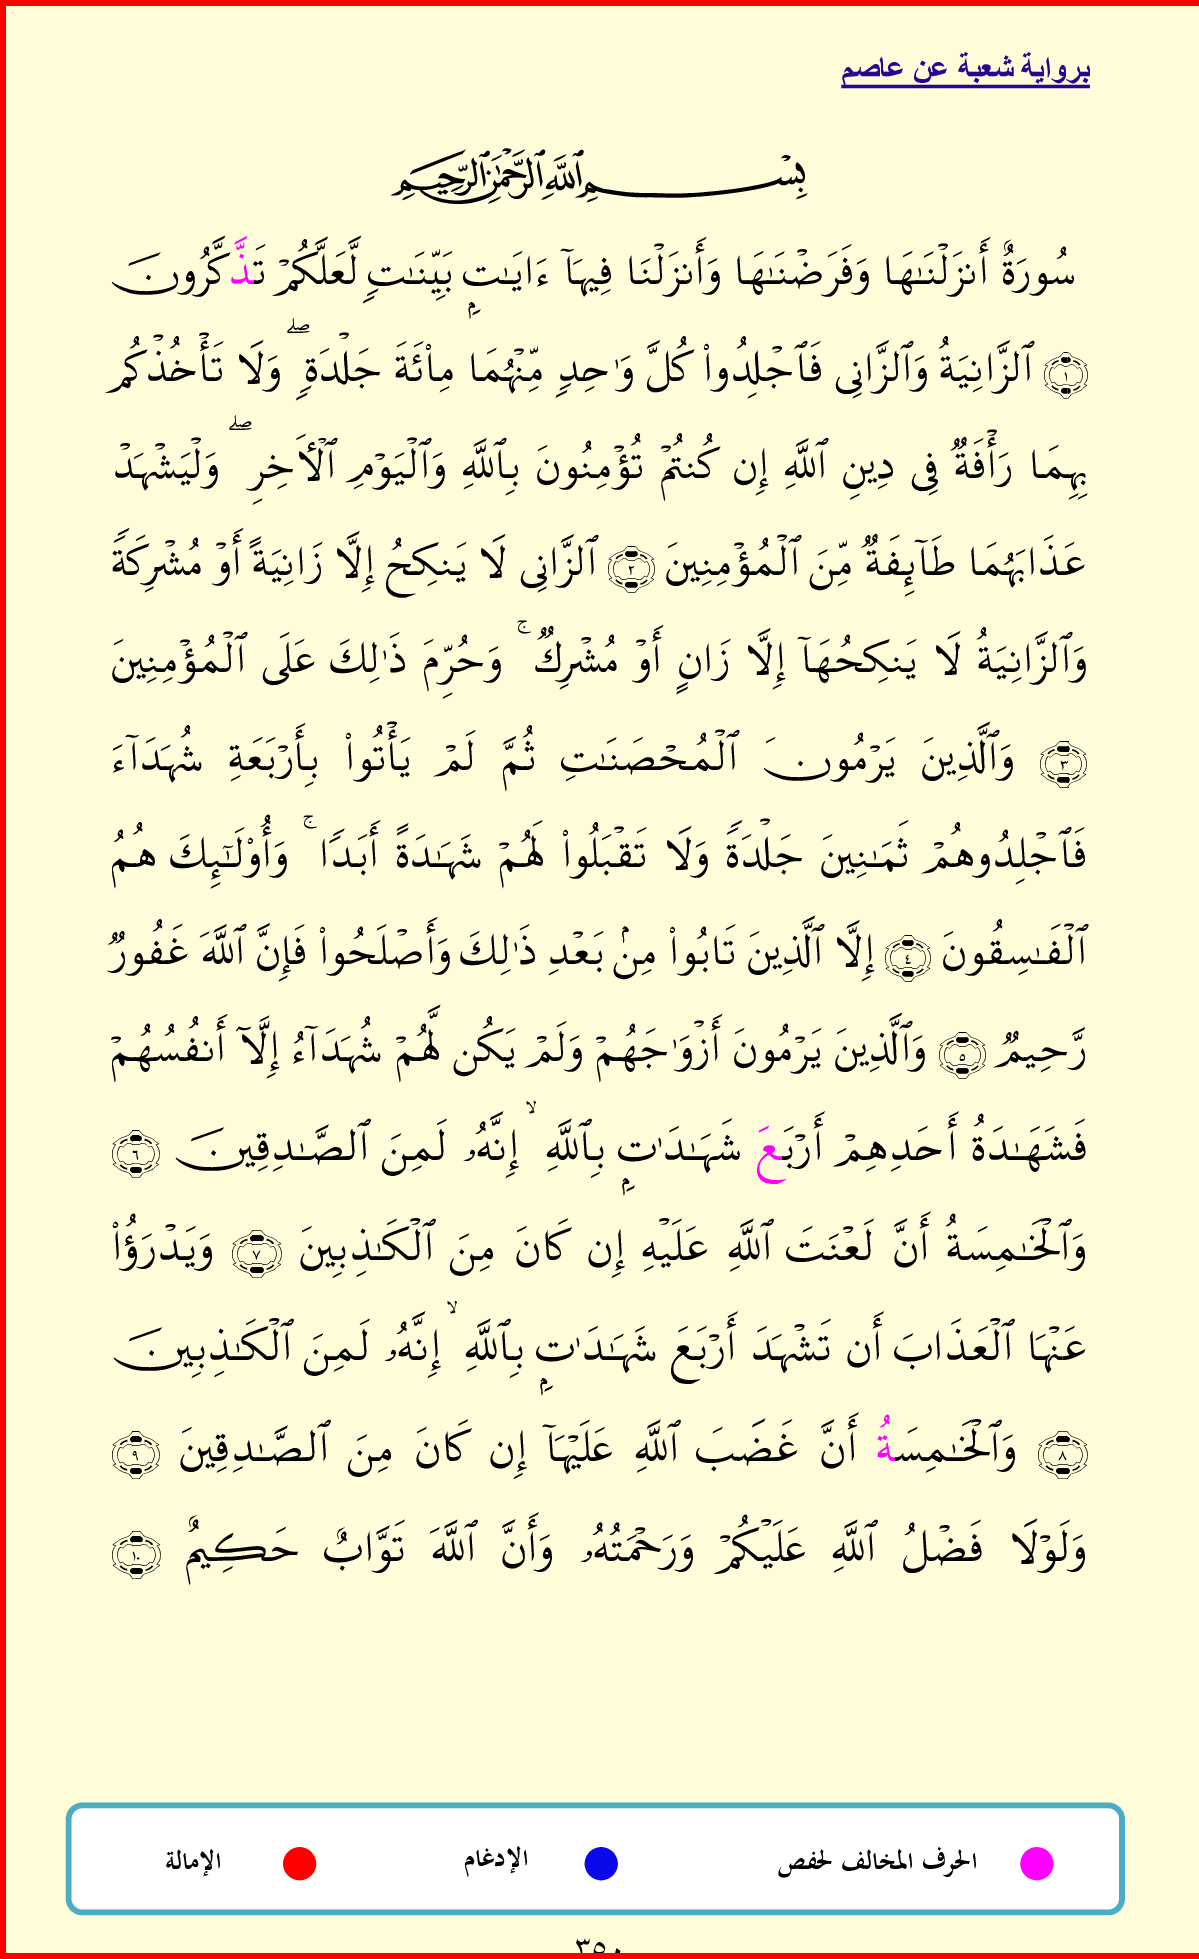 برواية شعبة عن عاصم
بِسْمِ ٱللَّهِ ٱلرَّحْمَٰنِ ٱلرَّحِيمِ
سُورَةٌ أَنزَلْنَٰهَا وَفَرَضْنَٰهَا وَأَنزَلْنَا فِيهَآ ءَايَٰتٍۭ بَيِّنَٰتٍ لَّعَلَّكُمْ تَذَّكَّرُونَ
١ ٱلزَّانِيَةُ وَٱلزَّانِى فَٱجْلِدُوا۟ كُلَّ وَٰحِدٍ مِّنْهُمَا مِا۟ئَةَ جَلْدَةٍ ۖ وَلَا تَأْخُذْكُم
بِهِمَا رَأْفَةٌ فِى دِينِ ٱللَّهِ إِن كُنتُمْ تُؤْمِنُونَ بِٱللَّهِ وَٱلْيَوْمِ ٱلْأَخِرِ ۖ وَلْيَشْهَدْ
عَذَابَهُمَا طَآئِفَةٌ مِّنَ ٱلْمُؤْمِنِينَ ٢ ٱلزَّانِى لَا يَنكِحُ إِلَّا زَانِيَةً أَوْ مُشْرِكَةً
وَٱلزَّانِيَةُ لَا يَنكِحُهَآ إِلَّا زَانٍ أَوْ مُشْرِكٌ ۚ وَحُرِّمَ ذَٰلِكَ عَلَى ٱلْمُؤْمِنِينَ
٣ وَٱلَّذِينَ يَرْمُونَ ٱلْمُحْصَنَٰتِ ثُمَّ لَمْ يَأْتُوا۟ بِأَرْبَعَةِ شُهَدَآءَ
فَٱجْلِدُوهُمْ ثَمَٰنِينَ جَلْدَةً وَلَا تَقْبَلُوا۟ لَهُمْ شَهَٰدَةً أَبَدًا ۚ وَأُو۟لَٰٓئِكَ هُمُ
ٱلْفَٰسِقُونَ ٤ إِلَّا ٱلَّذِينَ تَابُوا۟ مِنۢ بَعْدِ ذَٰلِكَ وَأَصْلَحُوا۟ فَإِنَّ ٱللَّهَ غَفُورٌ
رَّحِيمٌ ٥ وَٱلَّذِينَ يَرْمُونَ أَزْوَٰجَهُمْ وَلَمْ يَكُن لَّهُمْ شُهَدَآءُ إِلَّآ أَنفُسُهُمْ
فَشَهَٰدَةُ أَحَدِهِمْ أَرْبَعَ شَهَٰدَٰتٍۭ بِٱللَّهِ ۙ إِنَّهُۥ لَمِنَ ٱلصَّٰدِقِينَ ٦
وَٱلْخَٰمِسَةُ أَنَّ لَعْنَتَ ٱللَّهِ عَلَيْهِ إِن كَانَ مِنَ ٱلْكَٰذِبِينَ ٧ وَيَدْرَؤُا۟
عَنْهَا ٱلْعَذَابَ أَن تَشْهَدَ أَرْبَعَ شَهَٰدَٰتٍۭ بِٱللَّهِ ۙ إِنَّهُۥ لَمِنَ ٱلْكَٰذِبِينَ
٨ وَٱلْخَٰمِسَةُ أَنَّ غَضَبَ ٱللَّهِ عَلَيْهَآ إِن كَانَ مِنَ ٱلصَّٰدِقِينَ ٩
وَلَوْلَا فَضْلُ ٱللَّهِ عَلَيْكُمْ وَرَحْمَتُهُۥ وَأَنَّ ٱللَّهَ تَوَّابٌ حَكِيمٌ ١٠
الحرف المخالف لحفص الإدغام الإمالة
٣٥٠